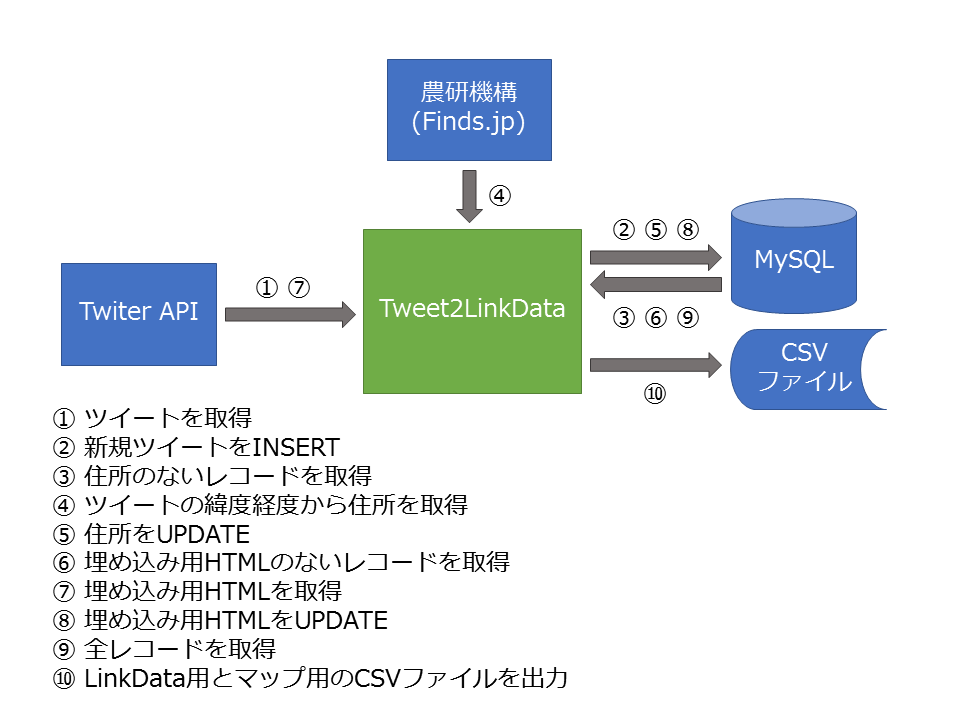 農研機構
(Finds.jp)
④
② ⑤ ⑧
MySQL
① ⑦
Twiter API
Tweet2LinkData
③ ⑥ ⑨
CSV
ファイル
⑩
① ツイートを取得
② 新規ツイートをINSERT
③ 住所のないレコードを取得
④ ツイートの緯度経度から住所を取得
⑤ 住所をUPDATE
⑥ 埋め込み用HTMLのないレコードを取得
⑦ 埋め込み用HTMLを取得
⑧ 埋め込み用HTMLをUPDATE
⑨ 全レコードを取得
⑩ LinkData用とマップ用のCSVファイルを出力